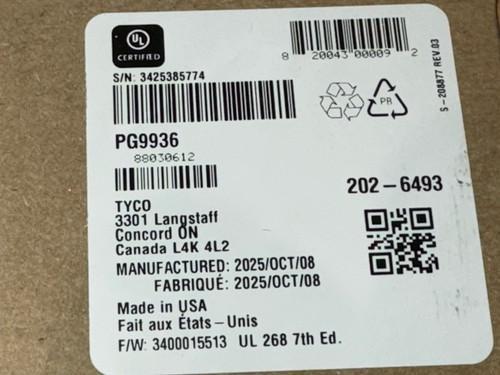 UL
CERTIFIED
8 20043 00009 2
S/N: 3425385774
PB
S-208877 REV.03
PG9936
88030612
202-6493
TYCO
3301 Langstaff
Concord ON
Canada L4K 4L2
MANUFACTURED: 2025/OCT/08
FABRIQUÉ: 2025/OCT/08
Made in USA
Fait aux États-Unis
F/W: 3400015513 UL 268 7th Ed.